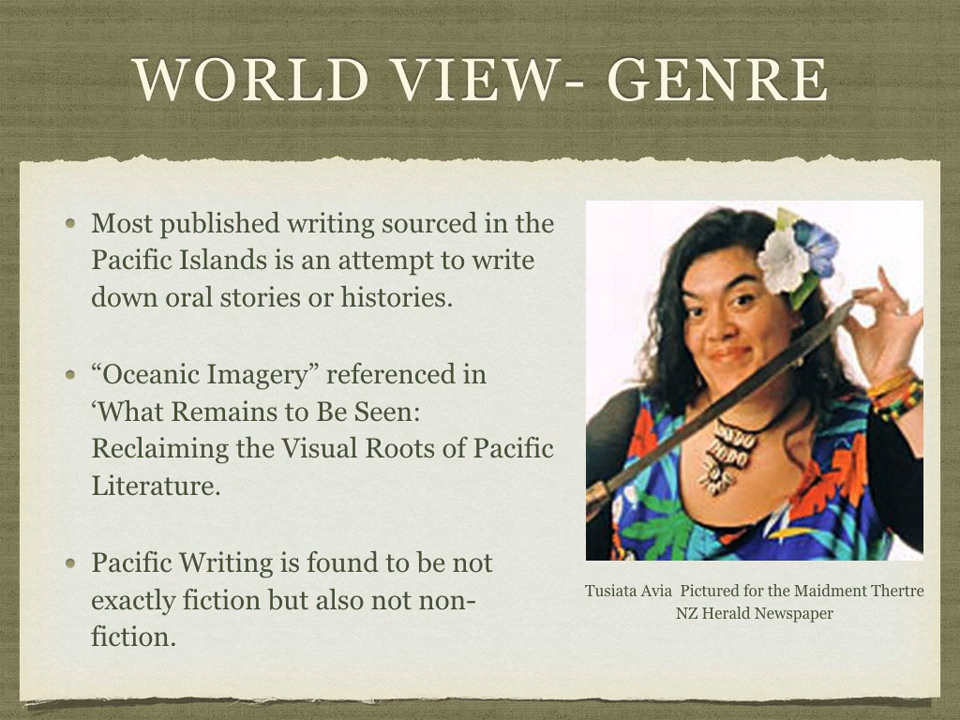 WORLD VIEW- GENRE
• Most published writing sourced in the
Pacific Islands is an attempt to write
down oral stories or histories.
• “Oceanic Imagery” referenced in
‘What Remains to Be Seen:
Reclaiming the Visual Roots of Pacific
Literature.
• Pacific Writing is found to be not
exactly fiction but also not non-
fiction.
Tusiata Avia  Pictured for the Maidment Thertre
NZ Herald Newspaper